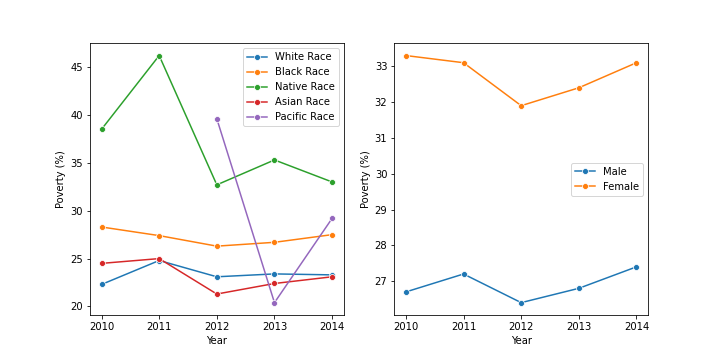 45
40
35
30
25
20
Poverty (%)
2010 2011 2012 2013 2014
Year
White Race
Black Race
Native Race
Asian Race
Pacific Race
33
32
31
30
29
28
27
Poverty (%)
2010 2011 2012 2013 2014
Year
Male
Female